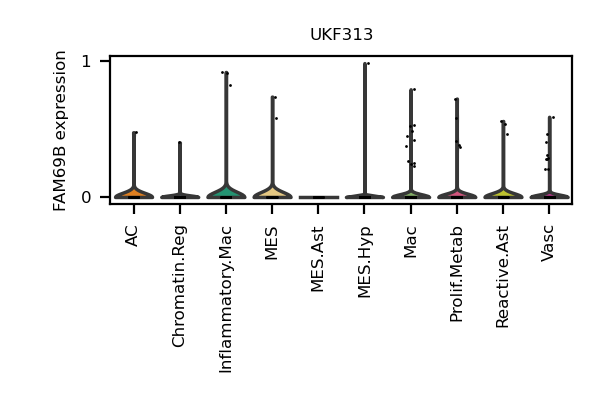 UKF313
FAM69B expression
1
0
AC
Chromatin.Reg
Inflammatory.Mac
MES
MES.Ast
MES.Hyp
Mac
Prolif.Metab
Reactive.Ast
Vasc